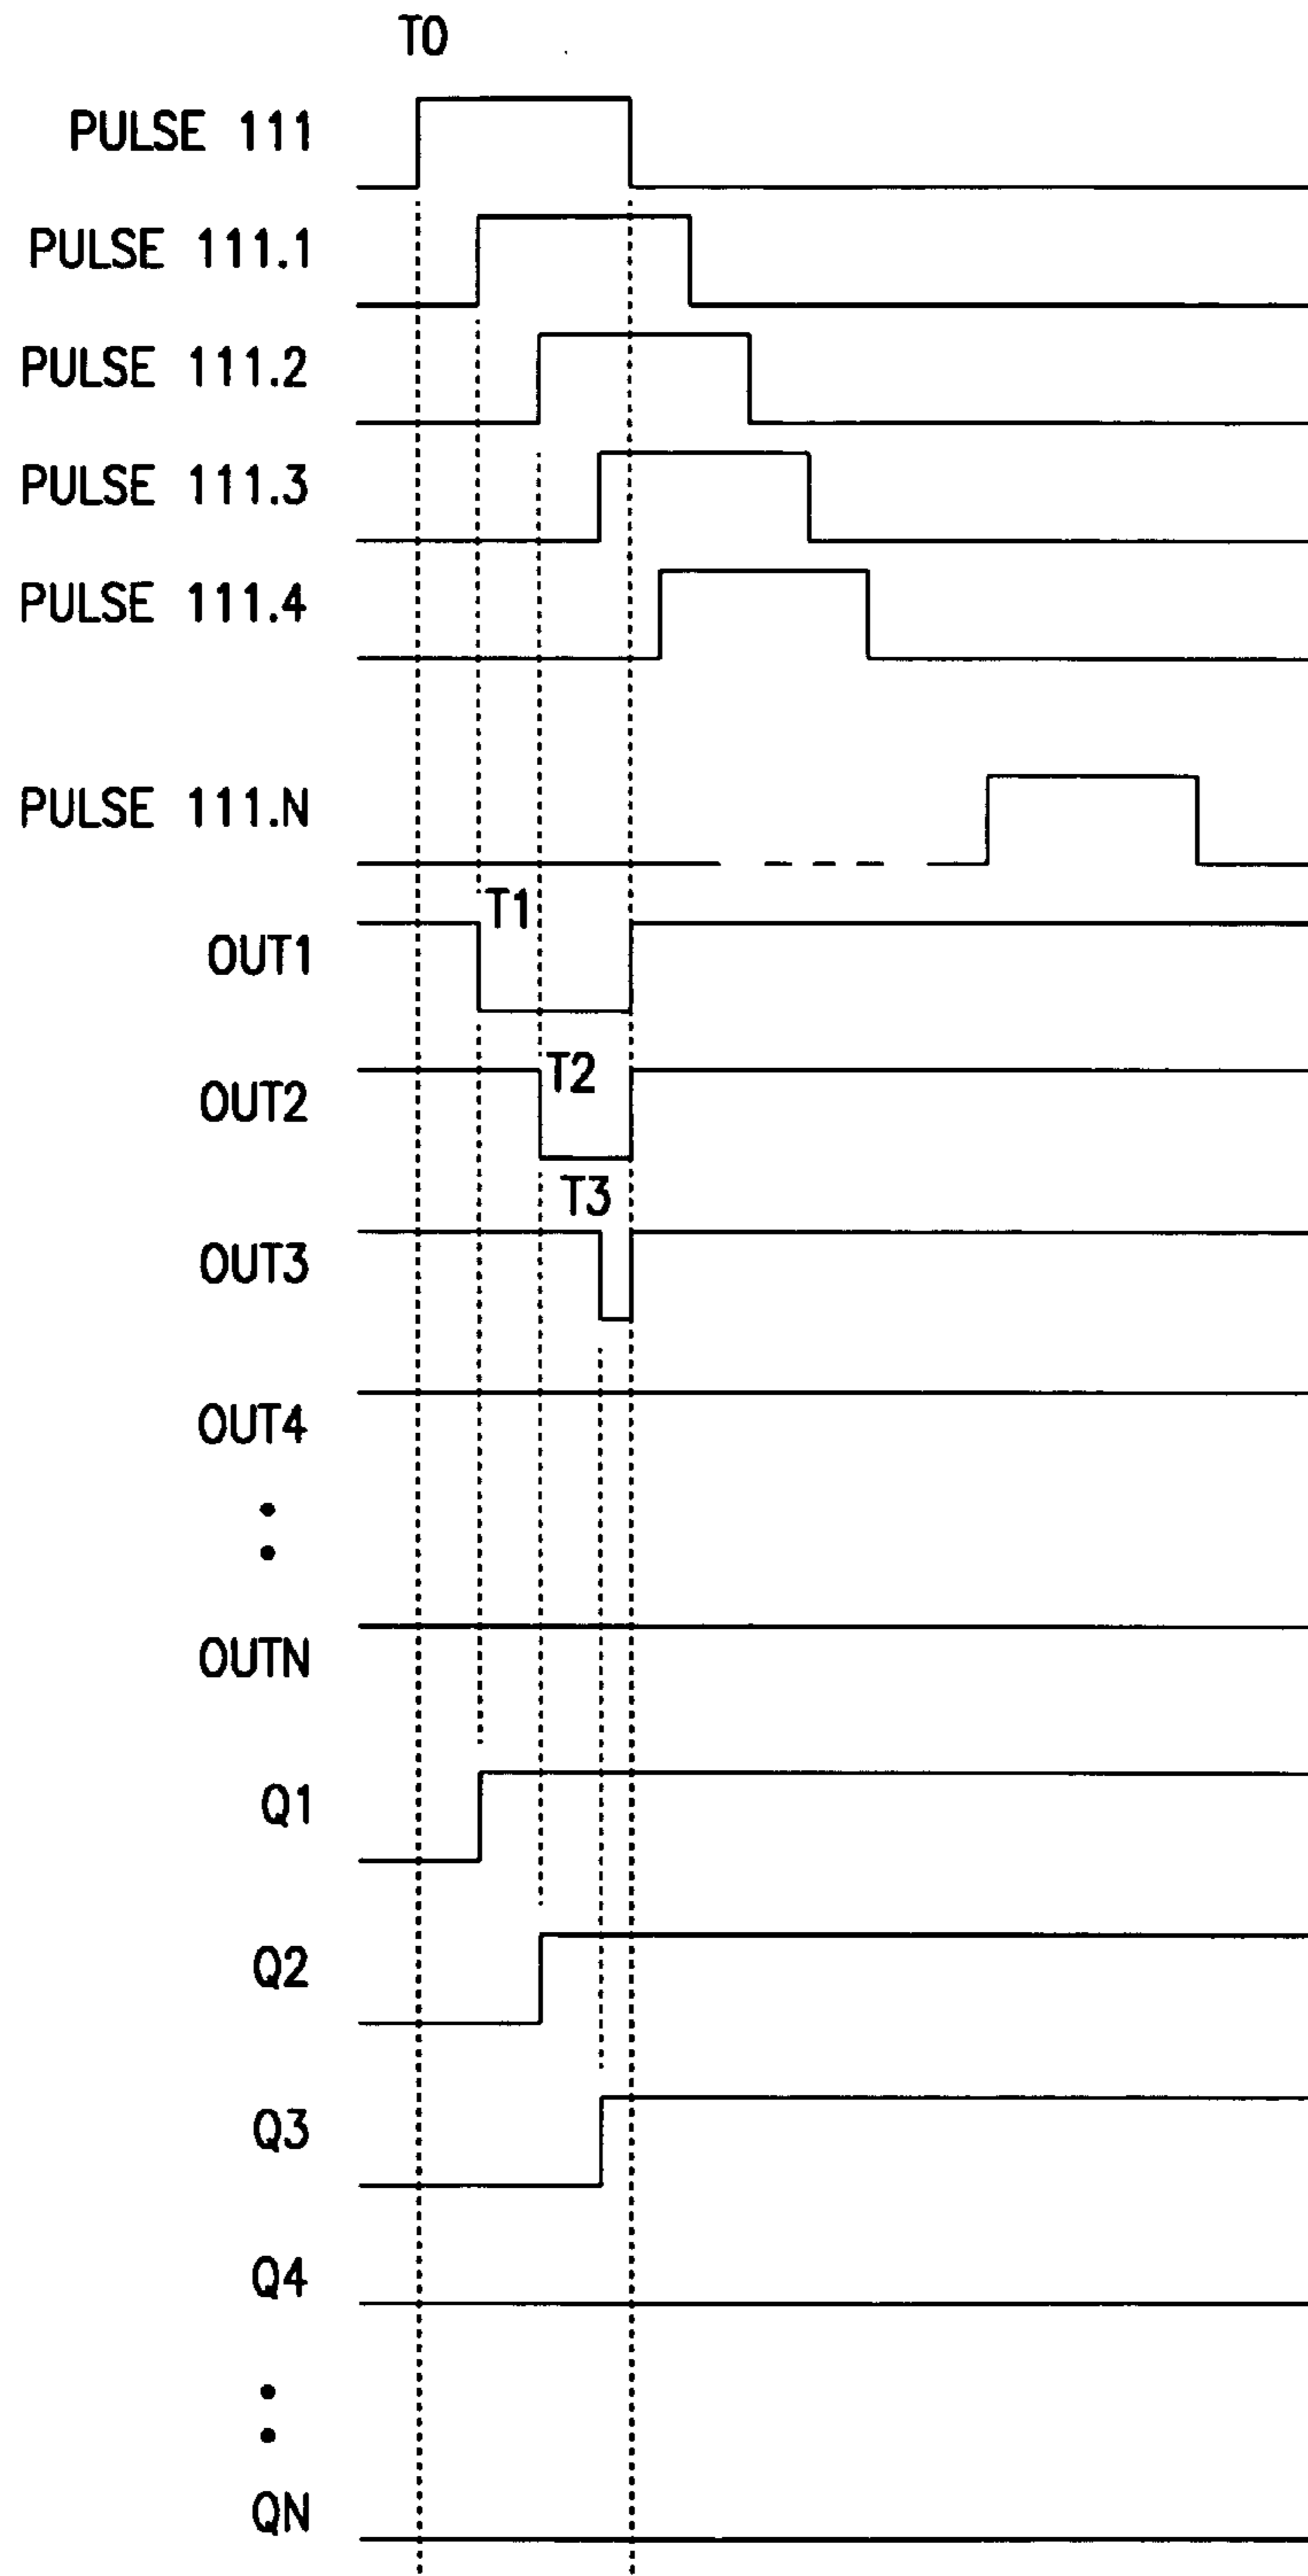 T0
PULSE 111
PULSE 111.1
PULSE 111.2
PULSE 111.3
PULSE 111.4
PULSE 111.N
T1
OUT1
T2
OUT2
T3
OUT3
OUT4
OUTN
Q1
Q2
Q3
Q4
QN